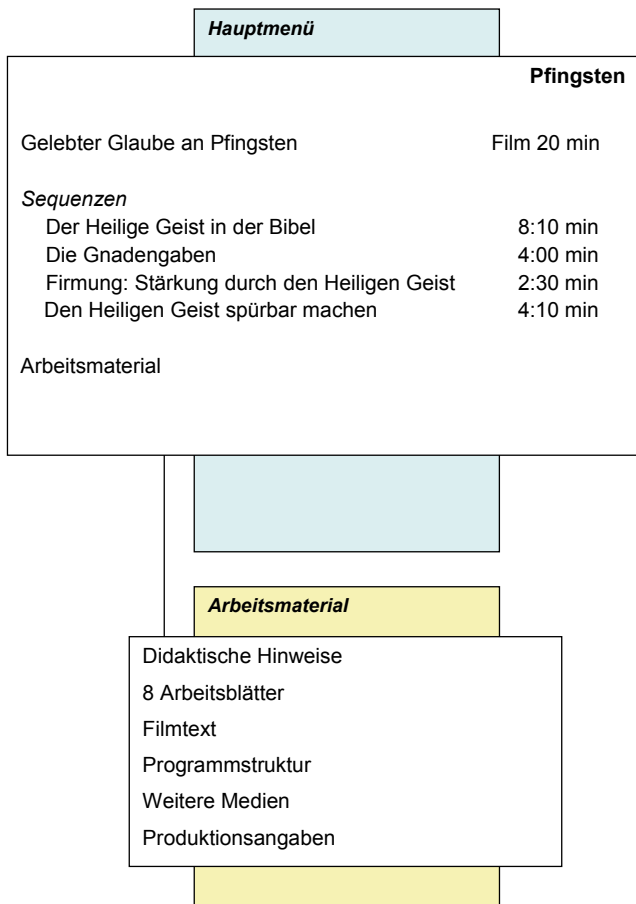 Hauptmenü
Pfingsten
Gelebter Glaube an Pfingsten Film 20 min
Sequenzen
Der Heilige Geist in der Bibel 8:10 min
Die Gnadengaben 4:00 min
Firmung: Stärkung durch den Heiligen Geist 2:30 min
Den Heiligen Geist spürbar machen 4:10 min
Arbeitsmaterial
Arbeitsmaterial
Didaktische Hinweise
8 Arbeitsblätter
Filmtext
Programmstruktur
Weitere Medien
Produktionsangaben